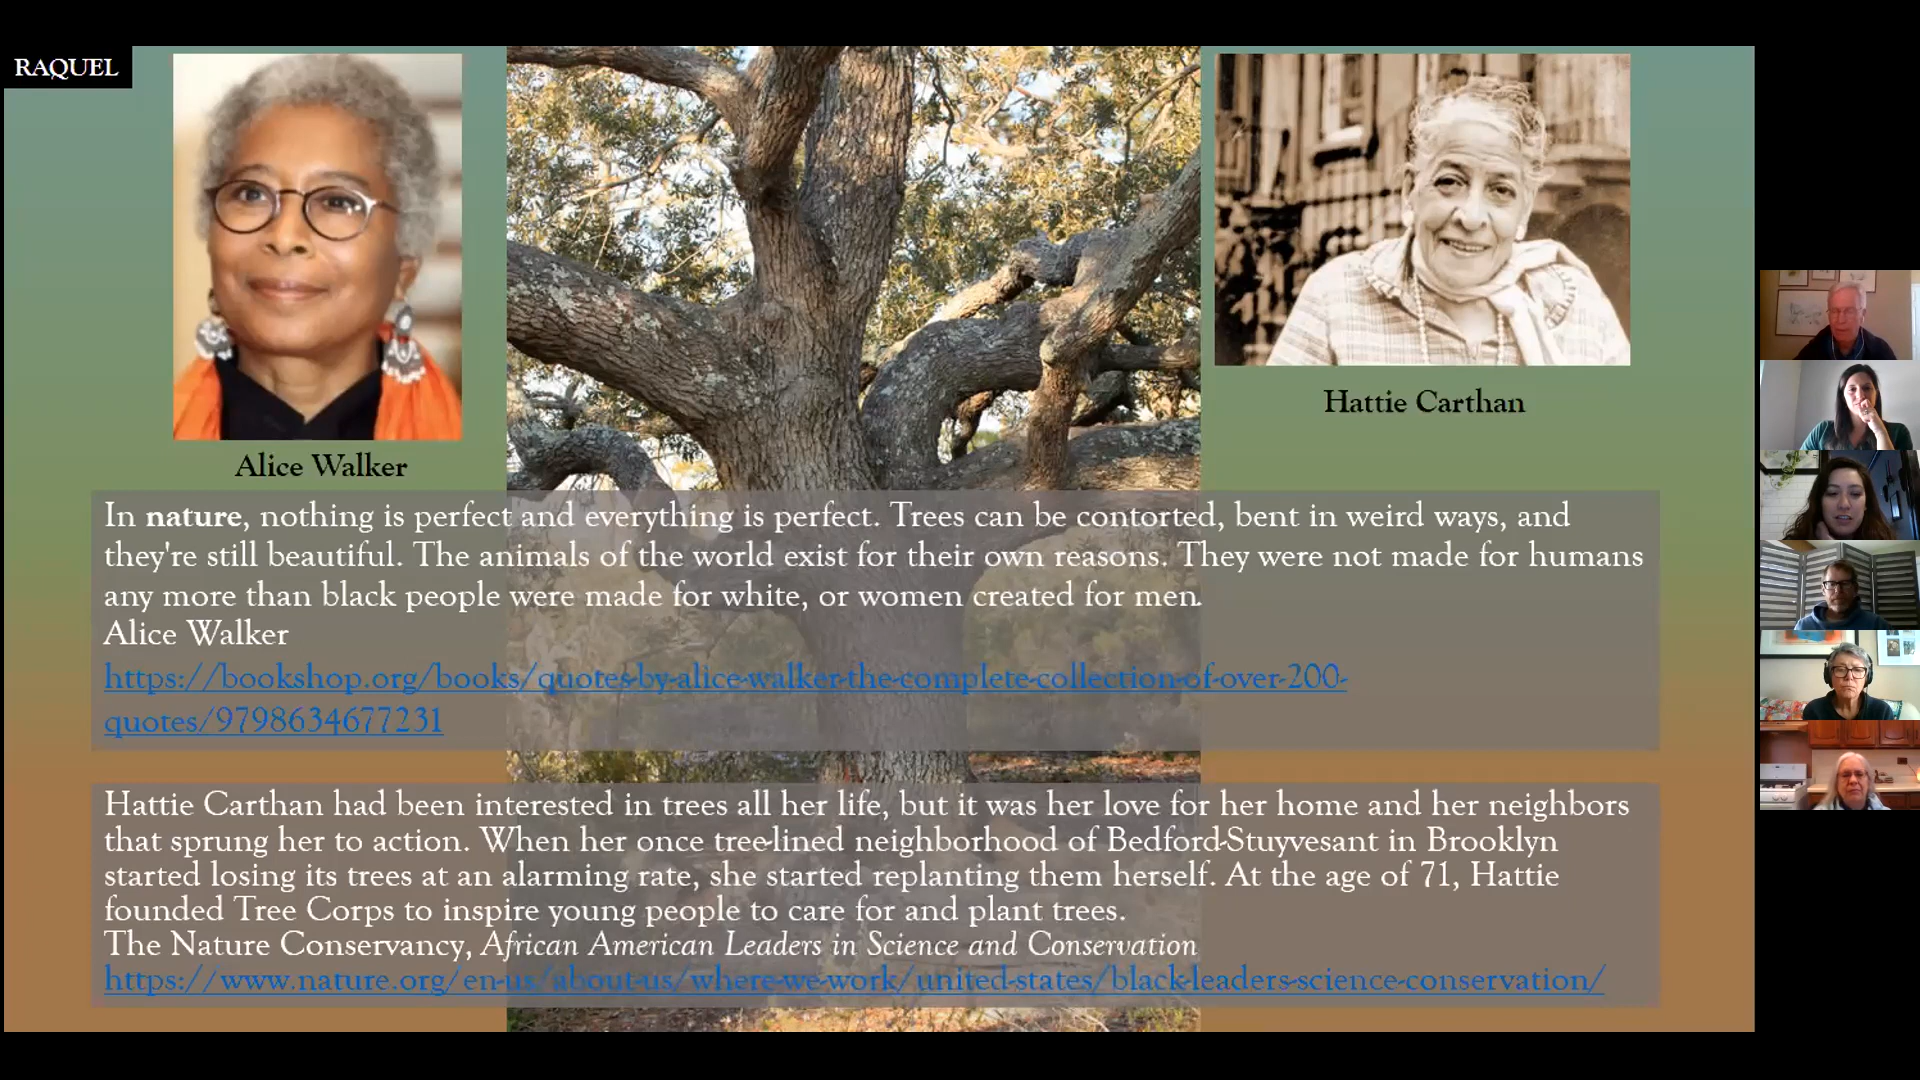 RAQUEL
Alice Walker
Hattie Carthan
In nature, nothing is perfect and everything is perfect. Trees can be contorted, bent in weird ways, and
they're still beautiful. The animals of the world exist for their own reasons. They were not made for humans
any more than black people were made for white, or women created for men.
Alice Walker
https://bookshop.org/books/quotes-by-alice-walker-the-complete-collection-of-over-200-
quotes/9798634677231
Hattie Carthan had been interested in trees all her life, but it was her love for her home and her neighbors
that sprung her to action. When her once tree-lined neighborhood of Bedford-Stuyvesant in Brooklyn
started losing its trees at an alarming rate, she started replanting them herself. At the age of 71, Hattie
founded Tree Corps to inspire young people to care for and plant trees.
The Nature Conservancy, African American Leaders in Science and Conservation
https://www.nature.org/en-us/about-us/where-we-work/united-states/black-leaders-science-conservation/